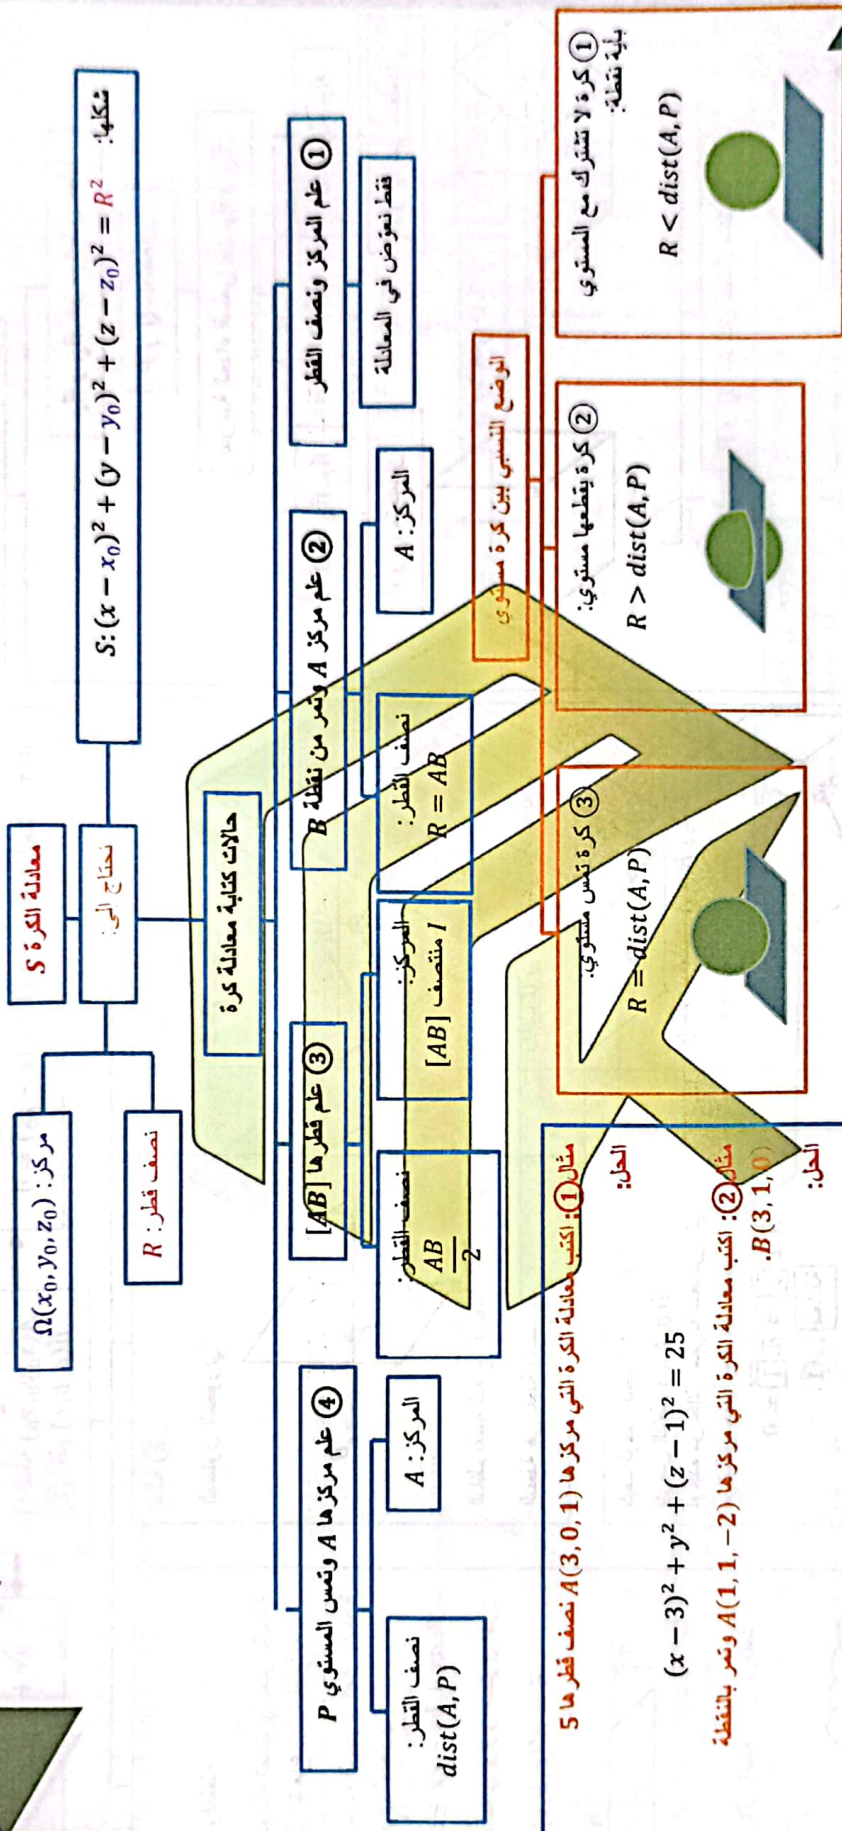 معادلة الكرة S
نحتاج إلى:
مركز: Ω(x₀, y₀, z₀)
نصف قطر: R
شكلها: S: (x − x₀)² + (y − y₀)² + (z − z₀)² = R²
حالات كتابة معادلة كرة
① علم المركز ونصف القطر
فقط نعوّض في المعادلة
② علم مركز A وتمر من نقطة B
المركز: A
نصف القطر:
R = AB
③ علم قطرها [AB]
المركز:
I منتصف [AB]
نصف القطر:
AB/2
④ علم مركزها A وتمس المستوي P
المركز: A
نصف القطر:
dist(A, P)
الوضع النسبي بين كرة مستوي
① كرة لا تشترك مع المستوي
بأية نقطة:
R < dist(A, P)
② كرة يقطعها مستوي:
R > dist(A, P)
③ كرة تمس مستوي:
R = dist(A, P)
مثال①: اكتب معادلة الكرة التي مركزها A(3, 0, 1) نصف قطرها 5
الحل:
(x − 3)² + y² + (z − 1)² = 25
مثال②: اكتب معادلة الكرة التي مركزها A(1, 1, −2) وتمر بالنقطة
B(3, 1, 0).
الحل: